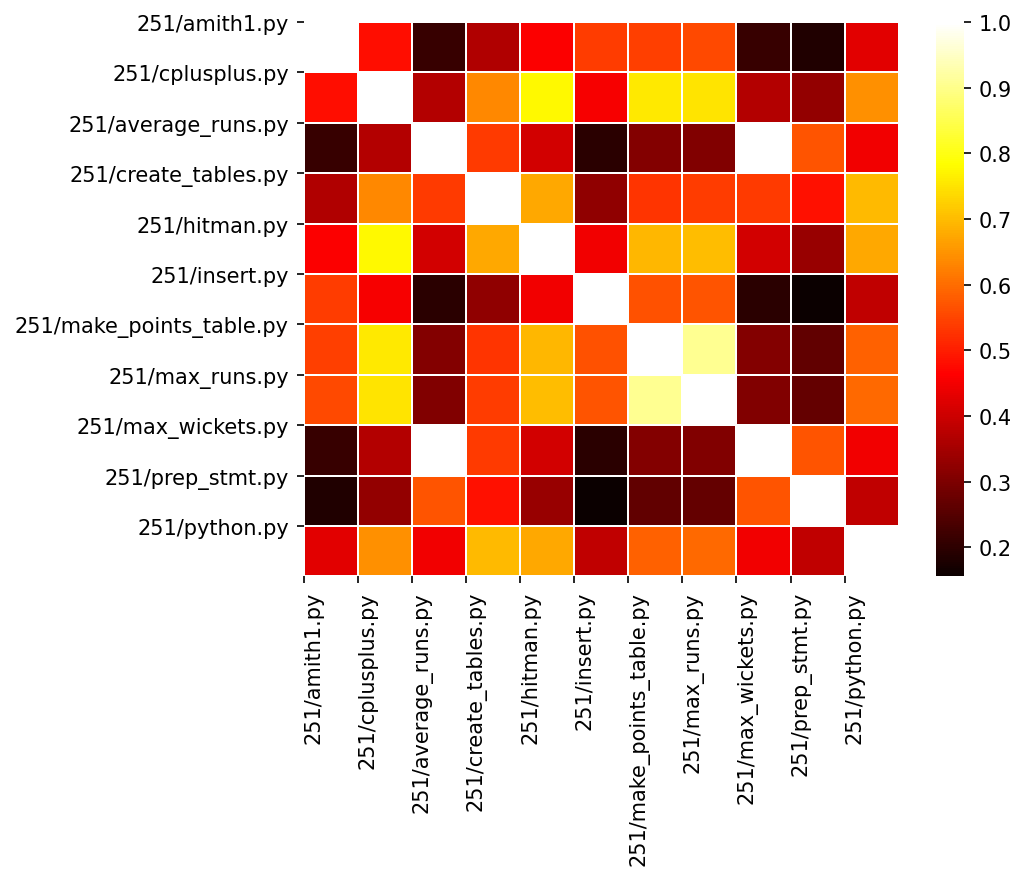 251/amith1.py
251/cplusplus.py
251/average_runs.py
251/create_tables.py
251/hitman.py
251/insert.py
251/make_points_table.py
251/max_runs.py
251/max_wickets.py
251/prep_stmt.py
251/python.py
251/amith1.py
251/cplusplus.py
251/average_runs.py
251/create_tables.py
251/hitman.py
251/insert.py
251/make_points_table.py
251/max_runs.py
251/max_wickets.py
251/prep_stmt.py
251/python.py
1.0
0.9
0.8
0.7
0.6
0.5
0.4
0.3
0.2